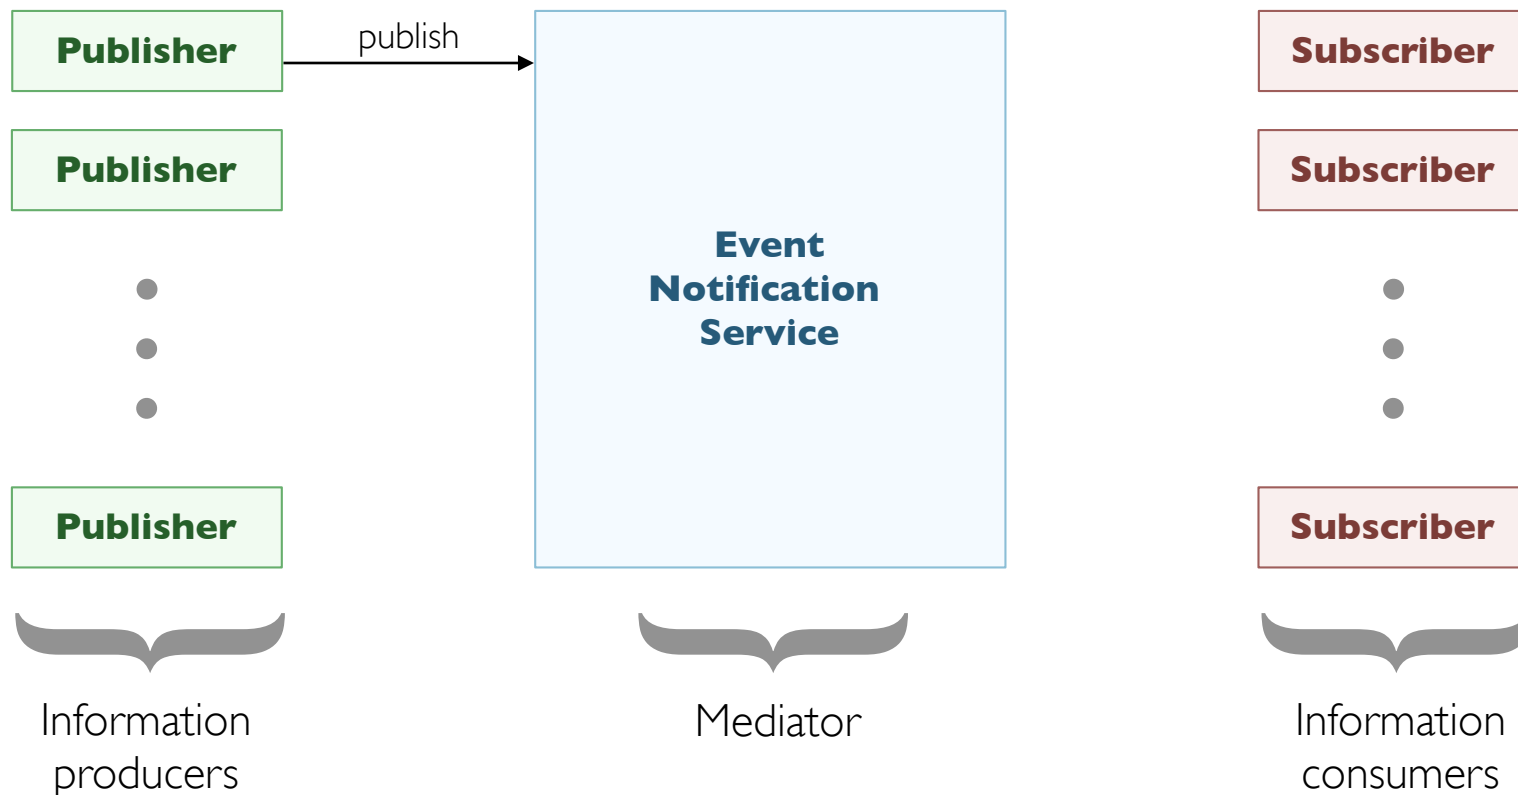 Publisher
publish
Subscriber
Publisher
Subscriber
Event
Notification
Service
Publisher
Subscriber
Information
producers
Mediator
Information
consumers